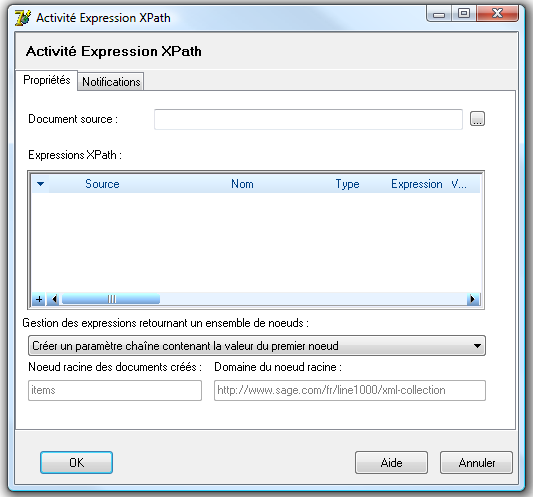 Activité Expression XPath
Activité Expression XPath
Propriétés Notifications
Document source : ...
Expressions XPath :
Source Nom Type Expression V...
Gestion des expressions retournant un ensemble de noeuds :
Créer un paramètre chaîne contenant la valeur du premier noeud
Noeud racine des documents créés : Domaine du noeud racine :
items http://www.sage.com/fr/line1000/xml-collection
OK Aide Annuler